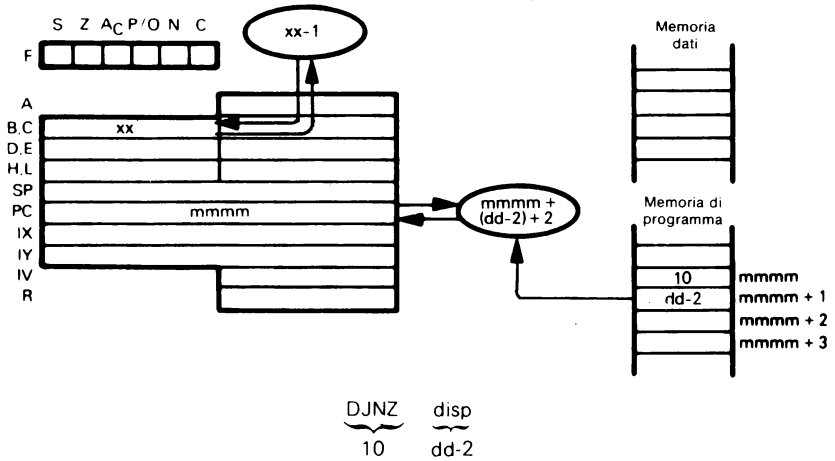 S Z AC P/O N C
F
xx-1
A
B.C xx
D.E
H.L
SP
PC mmmm
IX
IY
IV
R
mmmm +
(dd-2) + 2
Memoria
dati
Memoria di
programma
10 mmmm
dd-2 mmmm + 1
mmmm + 2
mmmm + 3
DJNZ disp
10 dd-2